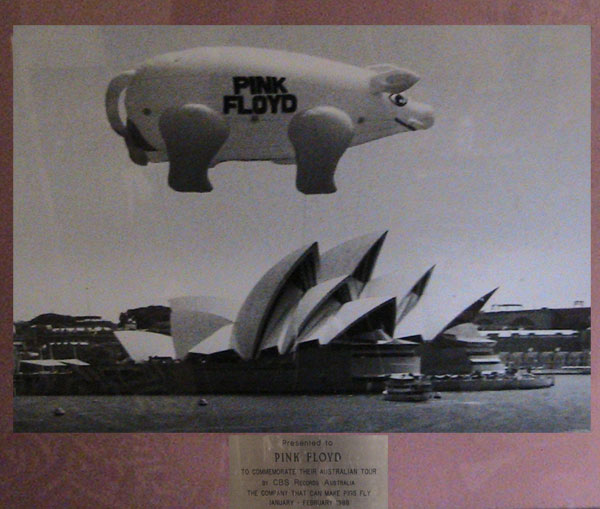 PINK
FLOYD
Presented to
PINK FLOYD
TO COMMEMORATE THEIR AUSTRALIAN TOUR
BY CBS RECORDS AUSTRALIA
THE COMPANY THAT CAN MAKE PIGS FLY
JANUARY - FEBRUARY 1988